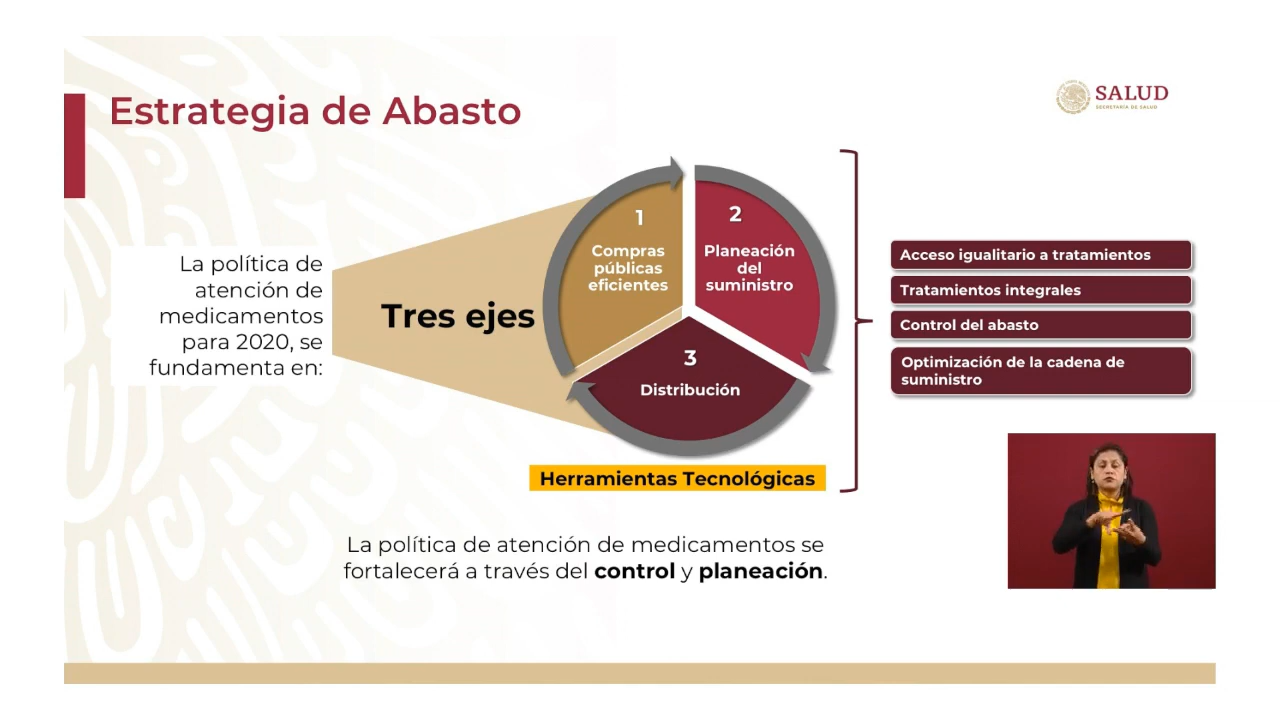 Estrategia de Abasto
SALUD
SECRETARÍA DE SALUD
La política de
atención de
medicamentos
para 2020, se
fundamenta en:
Tres ejes
1
Compras
públicas
eficientes
2
Planeación
del
suministro
3
Distribución
Herramientas Tecnológicas
Acceso igualitario a tratamientos
Tratamientos integrales
Control del abasto
Optimización de la cadena de
suministro
La política de atención de medicamentos se
fortalecerá a través del control y planeación.